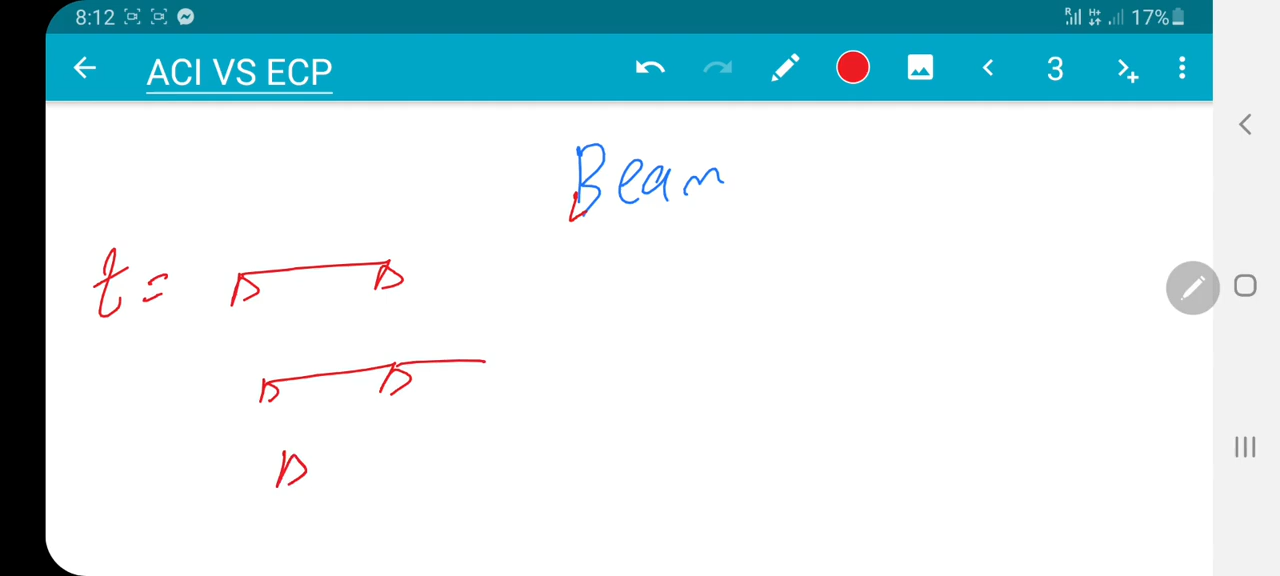 8:12 R H+ 17%
ACI VS ECP 3
Beam
t =